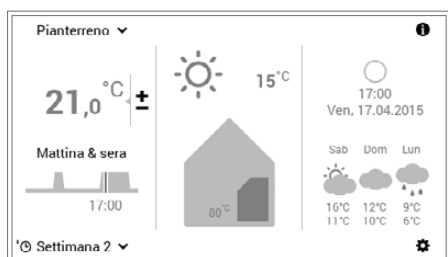 Pianterreno
21,0 °C ±
Mattina & sera
17:00
Settimana 2
15°C
80°C
17:00
Ven, 17.04.2015
Sab Dom Lun
16°C 12°C 9°C
11°C 10°C 6°C